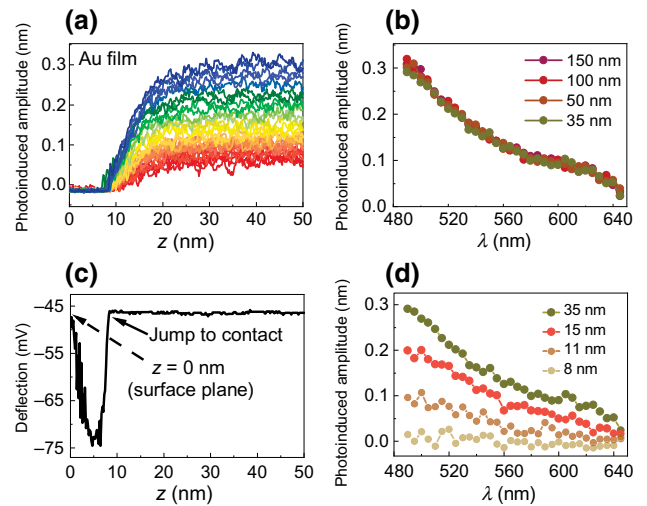 (a)
Photoinduced amplitude (nm)
0.3
0.2
0.1
0.0
Au film
0 10 20 30 40 50
z (nm)
(b)
Photoinduced amplitude (nm)
0.3
0.2
0.1
0.0
150 nm
100 nm
50 nm
35 nm
480 520 560 600 640
λ (nm)
(c)
Deflection (mV)
−45
−55
−65
−75
Jump to contact
z = 0 nm
(surface plane)
0 10 20 30 40 50
z (nm)
(d)
Photoinduced amplitude (nm)
0.3
0.2
0.1
0.0
35 nm
15 nm
11 nm
8 nm
480 520 560 600 640
λ (nm)